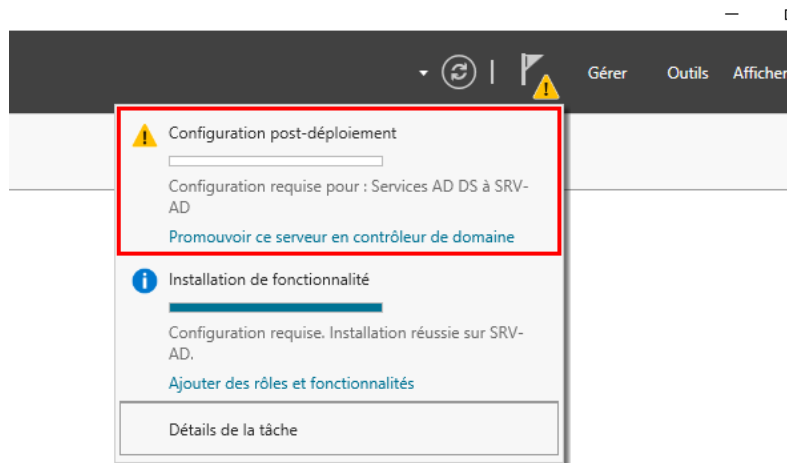 Gérer Outils Afficher
Configuration post-déploiement
Configuration requise pour : Services AD DS à SRV-
AD
Promouvoir ce serveur en contrôleur de domaine
Installation de fonctionnalité
Configuration requise. Installation réussie sur SRV-
AD.
Ajouter des rôles et fonctionnalités
Détails de la tâche